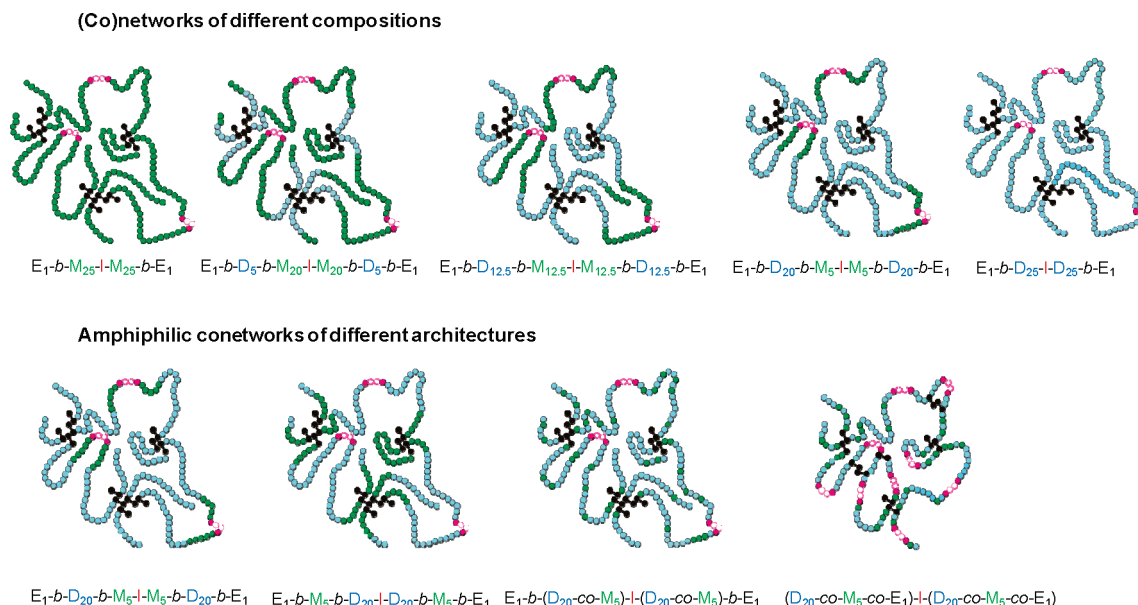 (Co)networks of different compositions
E₁-b-M₂₅-I-M₂₅-b-E₁ E₁-b-D₅-b-M₂₀-I-M₂₀-b-D₅-b-E₁ E₁-b-D₁₂.₅-b-M₁₂.₅-I-M₁₂.₅-b-D₁₂.₅-b-E₁ E₁-b-D₂₀-b-M₅-I-M₅-b-D₂₀-b-E₁ E₁-b-D₂₅-I-D₂₅-b-E₁
Amphiphilic conetworks of different architectures
E₁-b-D₂₀-b-M₅-I-M₅-b-D₂₀-b-E₁ E₁-b-M₅-b-D₂₀-I-D₂₀-b-M₅-b-E₁ E₁-b-(D₂₀-co-M₅)-I-(D₂₀-co-M₅)-b-E₁ (D₂₀-co-M₅-co-E₁)-I-(D₂₀-co-M₅-co-E₁)